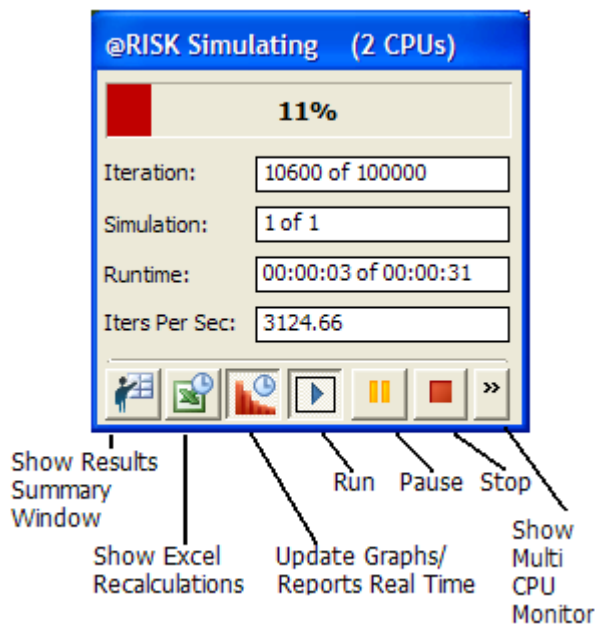 @RISK Simulating (2 CPUs)
11%
Iteration: 10600 of 100000
Simulation: 1 of 1
Runtime: 00:00:03 of 00:00:31
Iters Per Sec: 3124.66
»
Show Results
Summary
Window
Run Pause Stop
Show Excel
Recalculations
Update Graphs/
Reports Real Time
Show
Multi
CPU
Monitor